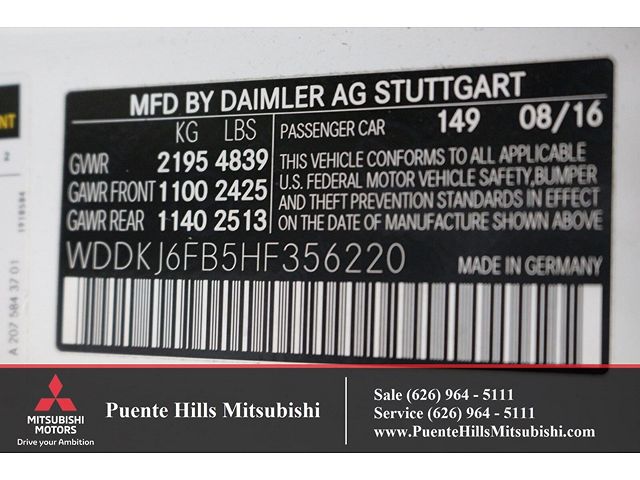 MFD BY DAIMLER AG STUTTGART
KG LBS
GVWR 2195 4839
GAWR FRONT 1100 2425
GAWR REAR 1140 2513
PASSENGER CAR 149 08/16
THIS VEHICLE CONFORMS TO ALL APPLICABLE
U.S. FEDERAL MOTOR VEHICLE SAFETY,BUMPER
AND THEFT PREVENTION STANDARDS IN EFFECT
ON THE DATE OF MANUFACTURE SHOWN ABOVE
WDDKJ6FB5HF356220 MADE IN GERMANY
A 207 584 37 01
1918584
MITSUBISHI
MOTORS
Drive your Ambition
Puente Hills Mitsubishi
Sale (626) 964 - 5111
Service (626) 964 - 5111
www.PuenteHillsMitsubishi.com